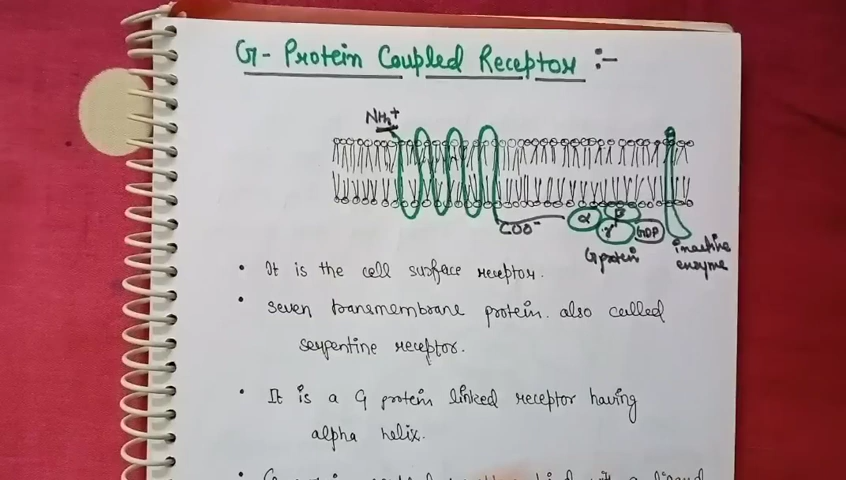 G- Protein Coupled Receptor :-
NH₃⁺
COO⁻
α
β
γ
GDP
G protein
inactive
enzyme
• It is the cell surface receptor.
• seven transmembrane protein. also called
serpentine receptor.
• It is a G protein linked receptor having
alpha helix.